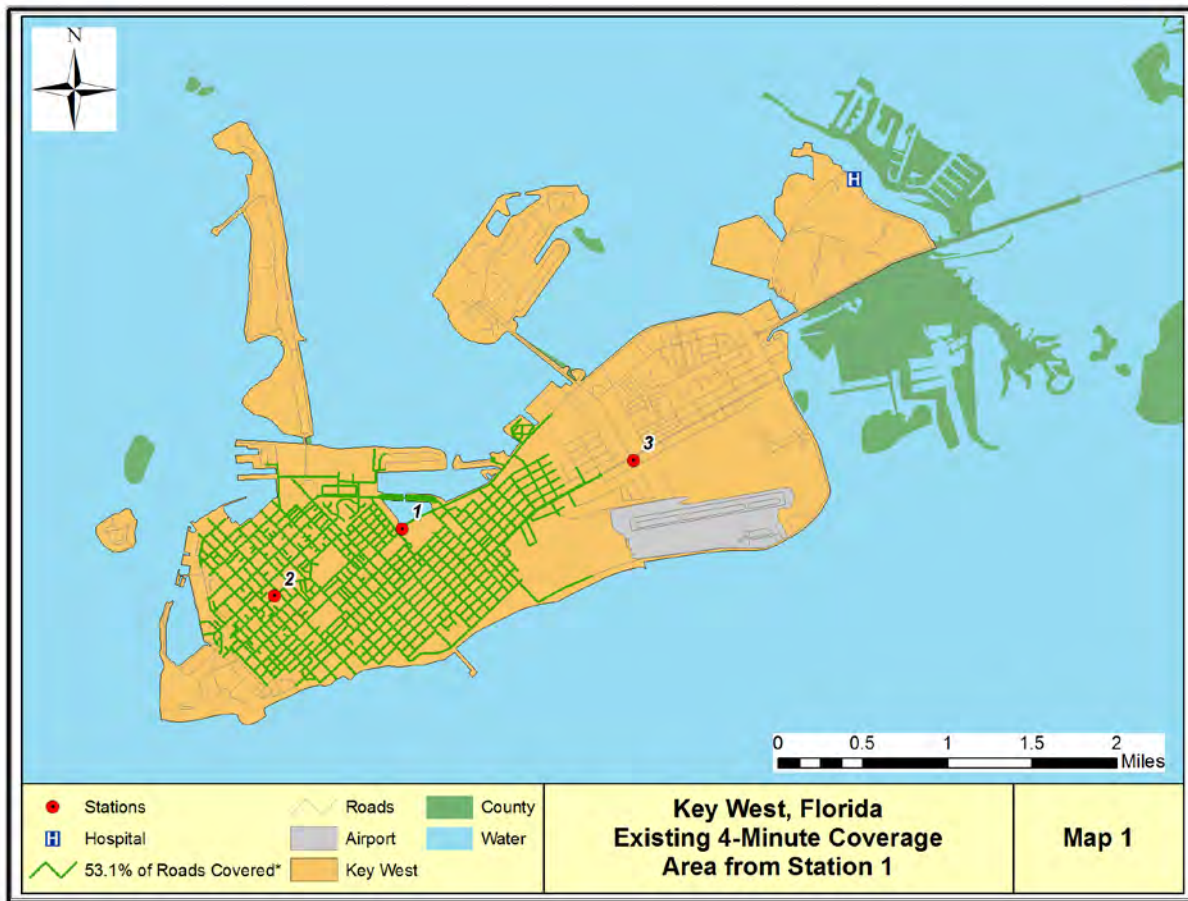 N
H
3
1
2
0 0.5 1 1.5 2
Miles
Stations
Roads
County
H Hospital
Airport
Water
53.1% of Roads Covered*
Key West
Key West, Florida
Existing 4-Minute Coverage
Area from Station 1
Map 1